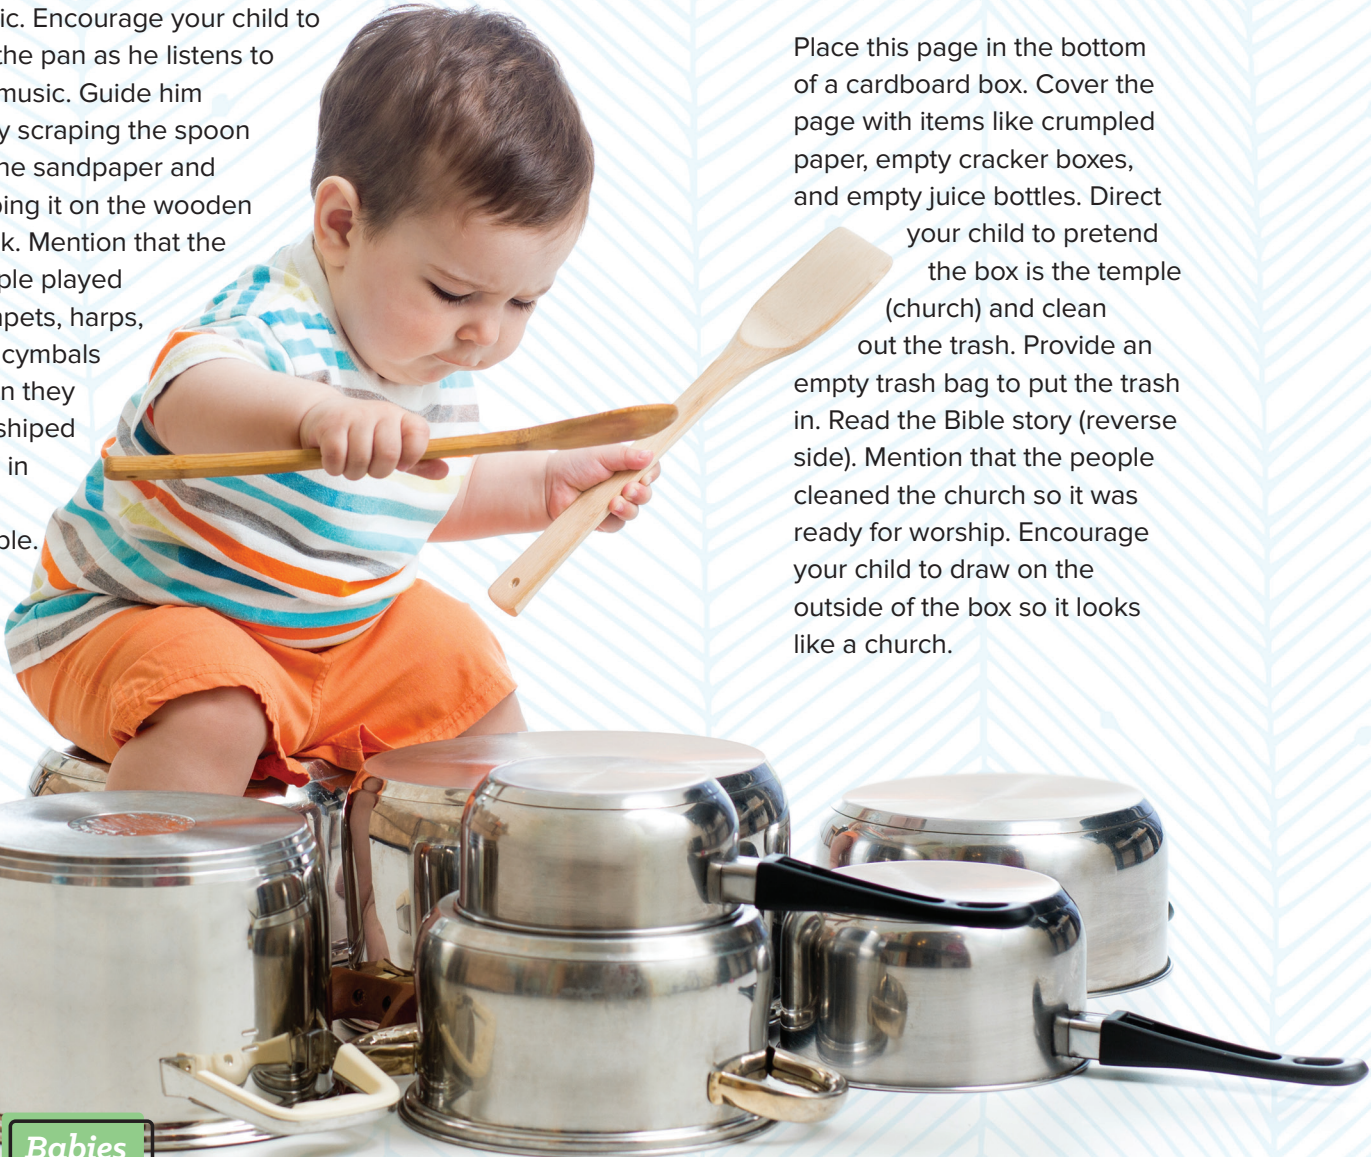 ic. Encourage your child to
the pan as he listens to
music. Guide him
y scraping the spoon
he sandpaper and
ping it on the wooden
k. Mention that the
ple played
mpets, harps,
cymbals
n they
shiped
in
ple.
Place this page in the bottom
of a cardboard box. Cover the
page with items like crumpled
paper, empty cracker boxes,
and empty juice bottles. Direct
your child to pretend
the box is the temple
(church) and clean
out the trash. Provide an
empty trash bag to put the trash
in. Read the Bible story (reverse
side). Mention that the people
cleaned the church so it was
ready for worship. Encourage
your child to draw on the
outside of the box so it looks
like a church.
Babies